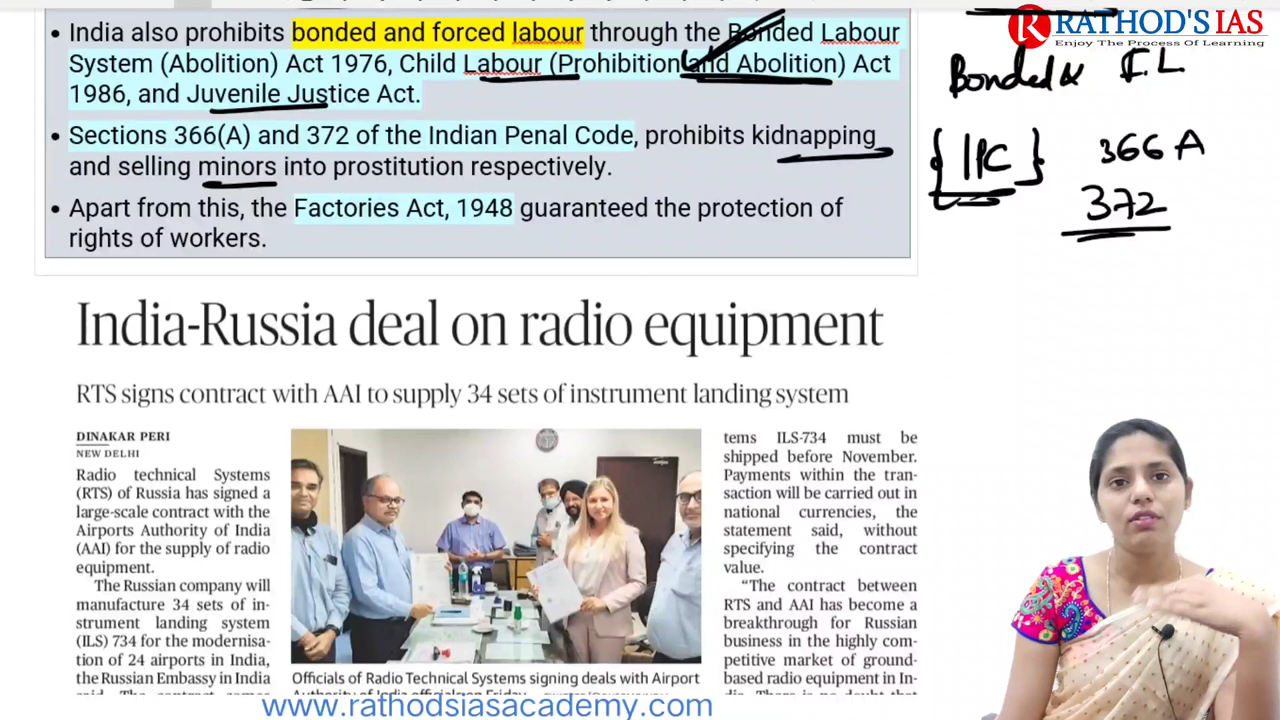 • India also prohibits bonded and forced labour through the Bonded Labour
System (Abolition) Act 1976, Child Labour (Prohibition and Abolition) Act
1986, and Juvenile Justice Act.
• Sections 366(A) and 372 of the Indian Penal Code, prohibits kidnapping
and selling minors into prostitution respectively.
• Apart from this, the Factories Act, 1948 guaranteed the protection of
rights of workers.
RATHOD'S IAS
Enjoy The Process Of Learning
Bonded &
{IPC} 366 A
372
India-Russia deal on radio equipment
RTS signs contract with AAI to supply 34 sets of instrument landing system
DINAKAR PERI
NEW DELHI
Radio technical Systems
(RTS) of Russia has signed a
large-scale contract with the
Airports Authority of India
(AAI) for the supply of radio
equipment.
The Russian company will
manufacture 34 sets of in-
strument landing system
(ILS) 734 for the modernisa-
tion of 24 airports in India,
the Russian Embassy in India
Officials of Radio Technical Systems signing deals with Airport
Authority of India officials on Friday.
tems ILS-734 must be
shipped before November.
Payments within the tran-
saction will be carried out in
national currencies, the
statement said, without
specifying the contract
value.
“The contract between
RTS and AAI has become a
breakthrough for Russian
business in the highly com-
petitive market of ground-
based radio equipment in In-
www.rathodsiasacademy.com